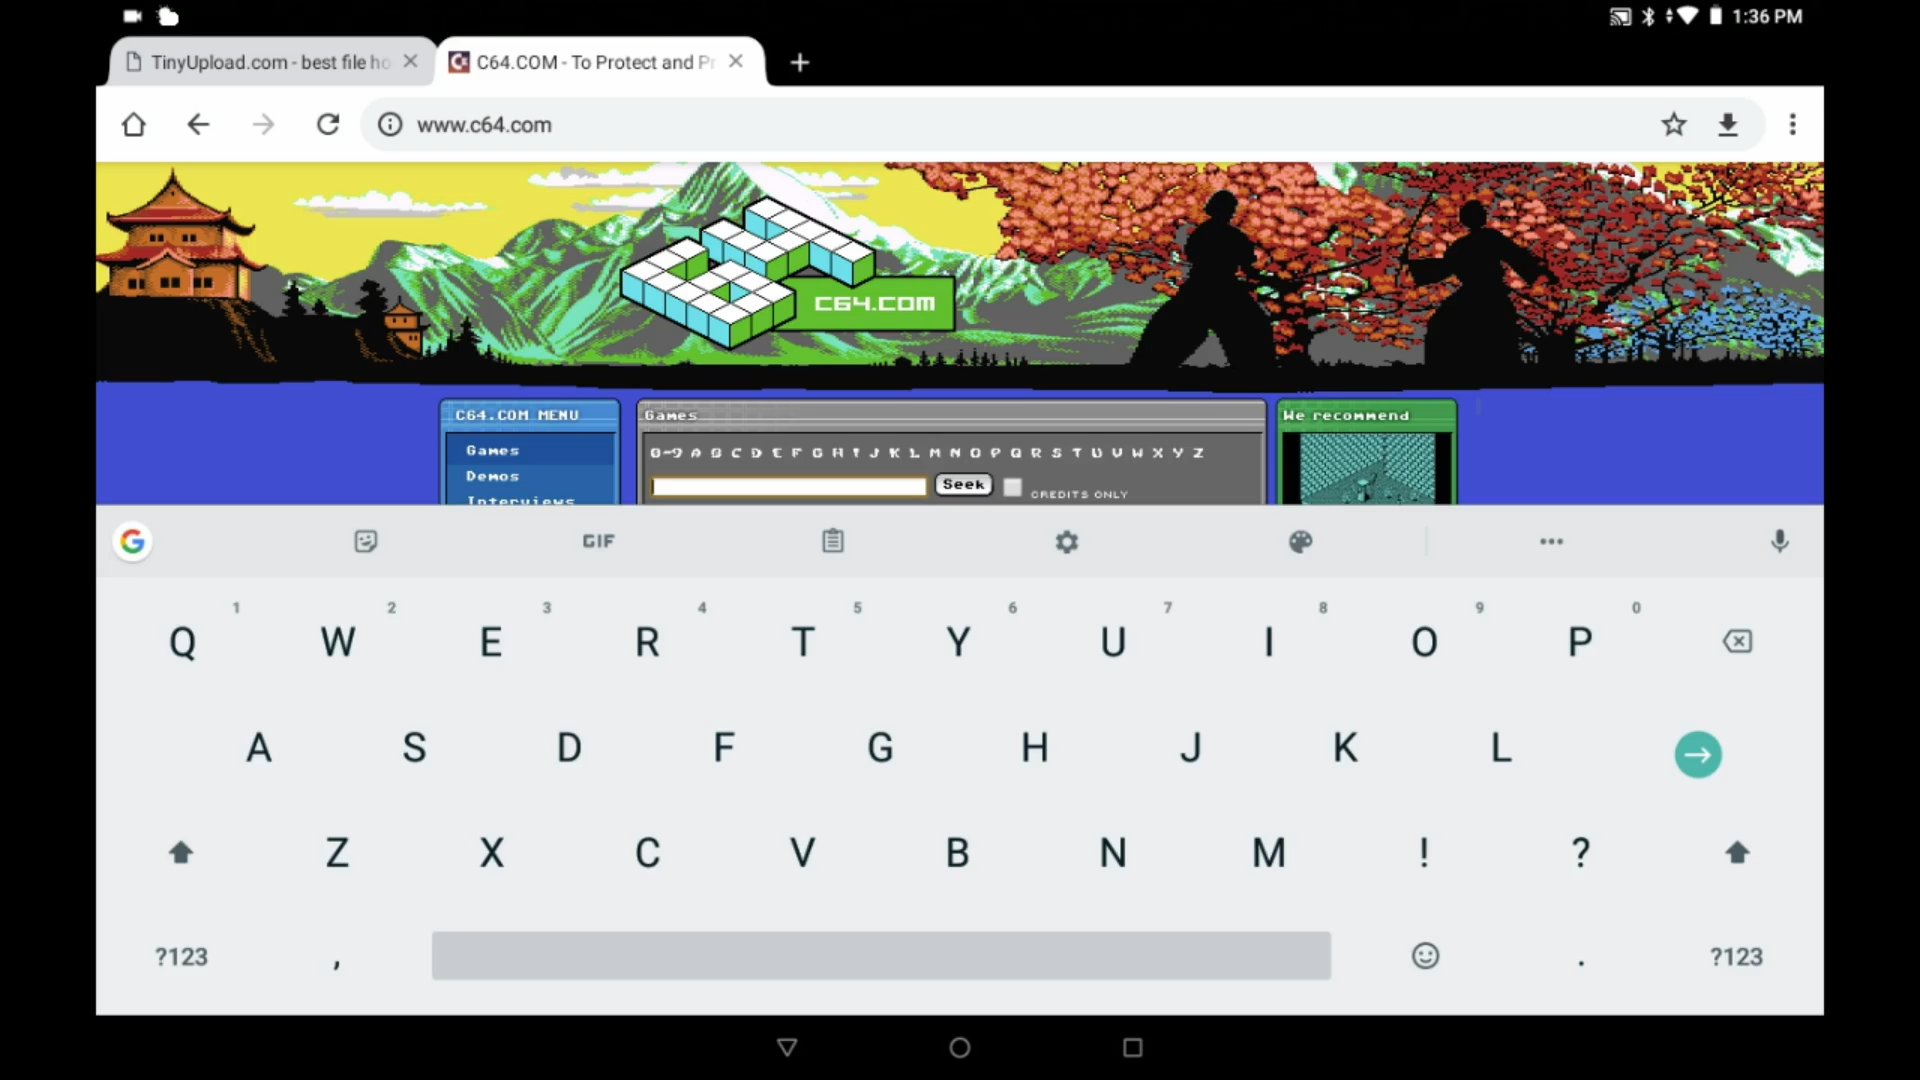 1:36 PM
TinyUpload.com - best file ho
C64.COM - To Protect and Pr
www.c64.com
C64.COM
C64.COM MENU
Games
Demos
Interviews
Games
0-9 A B C D E F G H I J K L M N O P Q R S T U V W X Y Z
Seek
CREDITS ONLY
We recommend
G
GIF
1 2 3 4 5 6 7 8 9 0
Q W E R T Y U I O P
A S D F G H J K L
Z X C V B N M ! ?
?123 , . ?123